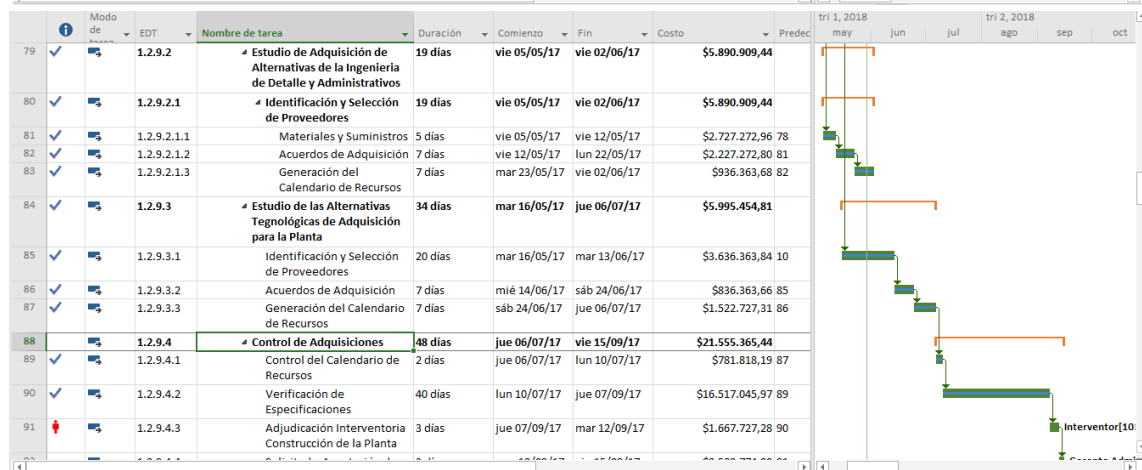 Modo de tarea EDT Nombre de tarea Duración Comienzo Fin Costo Predec
tri 1, 2018 tri 2, 2018
may jun jul ago sep oct
79 1.2.9.2 Estudio de Adquisición de 19 días vie 05/05/17 vie 02/06/17 $5.890.909,44
Alternativas de la Ingenieria
de Detalle y Administrativos
80 1.2.9.2.1 Identificación y Selección 19 días vie 05/05/17 vie 02/06/17 $5.890.909,44
de Proveedores
81 1.2.9.2.1.1 Materiales y Suministros 5 días vie 05/05/17 vie 12/05/17 $2.727.272,96 78
82 1.2.9.2.1.2 Acuerdos de Adquisición 7 días vie 12/05/17 lun 22/05/17 $2.227.272,80 81
83 1.2.9.2.1.3 Generación del 7 días mar 23/05/17 vie 02/06/17 $936.363,68 82
Calendario de Recursos
84 1.2.9.3 Estudio de las Alternativas 34 días mar 16/05/17 jue 06/07/17 $5.995.454,81
Tegnológicas de Adquisición
para la Planta
85 1.2.9.3.1 Identificación y Selección 20 días mar 16/05/17 mar 13/06/17 $3.636.363,84 10
de Proveedores
86 1.2.9.3.2 Acuerdos de Adquisición 7 días mié 14/06/17 sáb 24/06/17 $836.363,66 85
87 1.2.9.3.3 Generación del Calendario 7 días sáb 24/06/17 jue 06/07/17 $1.522.727,31 86
de Recursos
88 1.2.9.4 Control de Adquisiciones 48 días jue 06/07/17 vie 15/09/17 $21.555.365,44
89 1.2.9.4.1 Control del Calendario de 2 días jue 06/07/17 lun 10/07/17 $781.818,19 87
Recursos
90 1.2.9.4.2 Verificación de 40 días lun 10/07/17 jue 07/09/17 $16.517.045,97 89
Especificaciones
91 1.2.9.4.3 Adjudicación Interventoria 3 días jue 07/09/17 mar 12/09/17 $1.667.727,28 90 Interventor[10
Construcción de la Planta